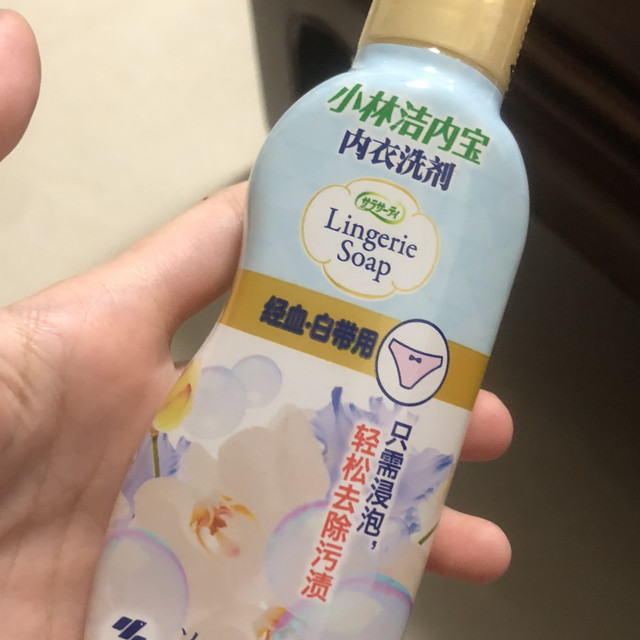 小林洁内宝
内衣洗剂
サラサーティ
Lingerie
Soap
经血·白带用
只需浸泡，
轻松去除污渍